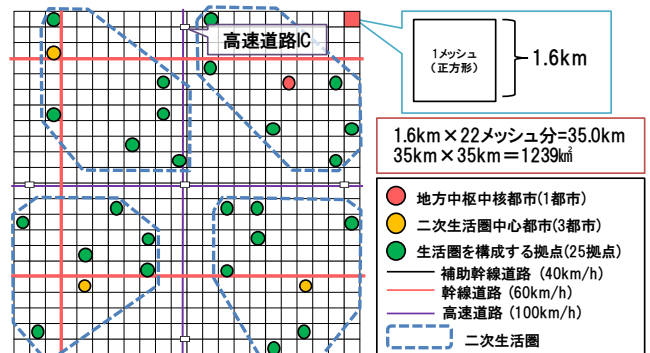 高速道路IC
1メッシュ
(正方形)
1.6km
1.6km×22メッシュ分=35.0km
35km×35km=1239k㎡
地方中枢中核都市(1都市)
二次生活圏中心都市(3都市)
生活圏を構成する拠点(25拠点)
補助幹線道路 (40km/h)
幹線道路 (60km/h)
高速道路 (100km/h)
二次生活圏